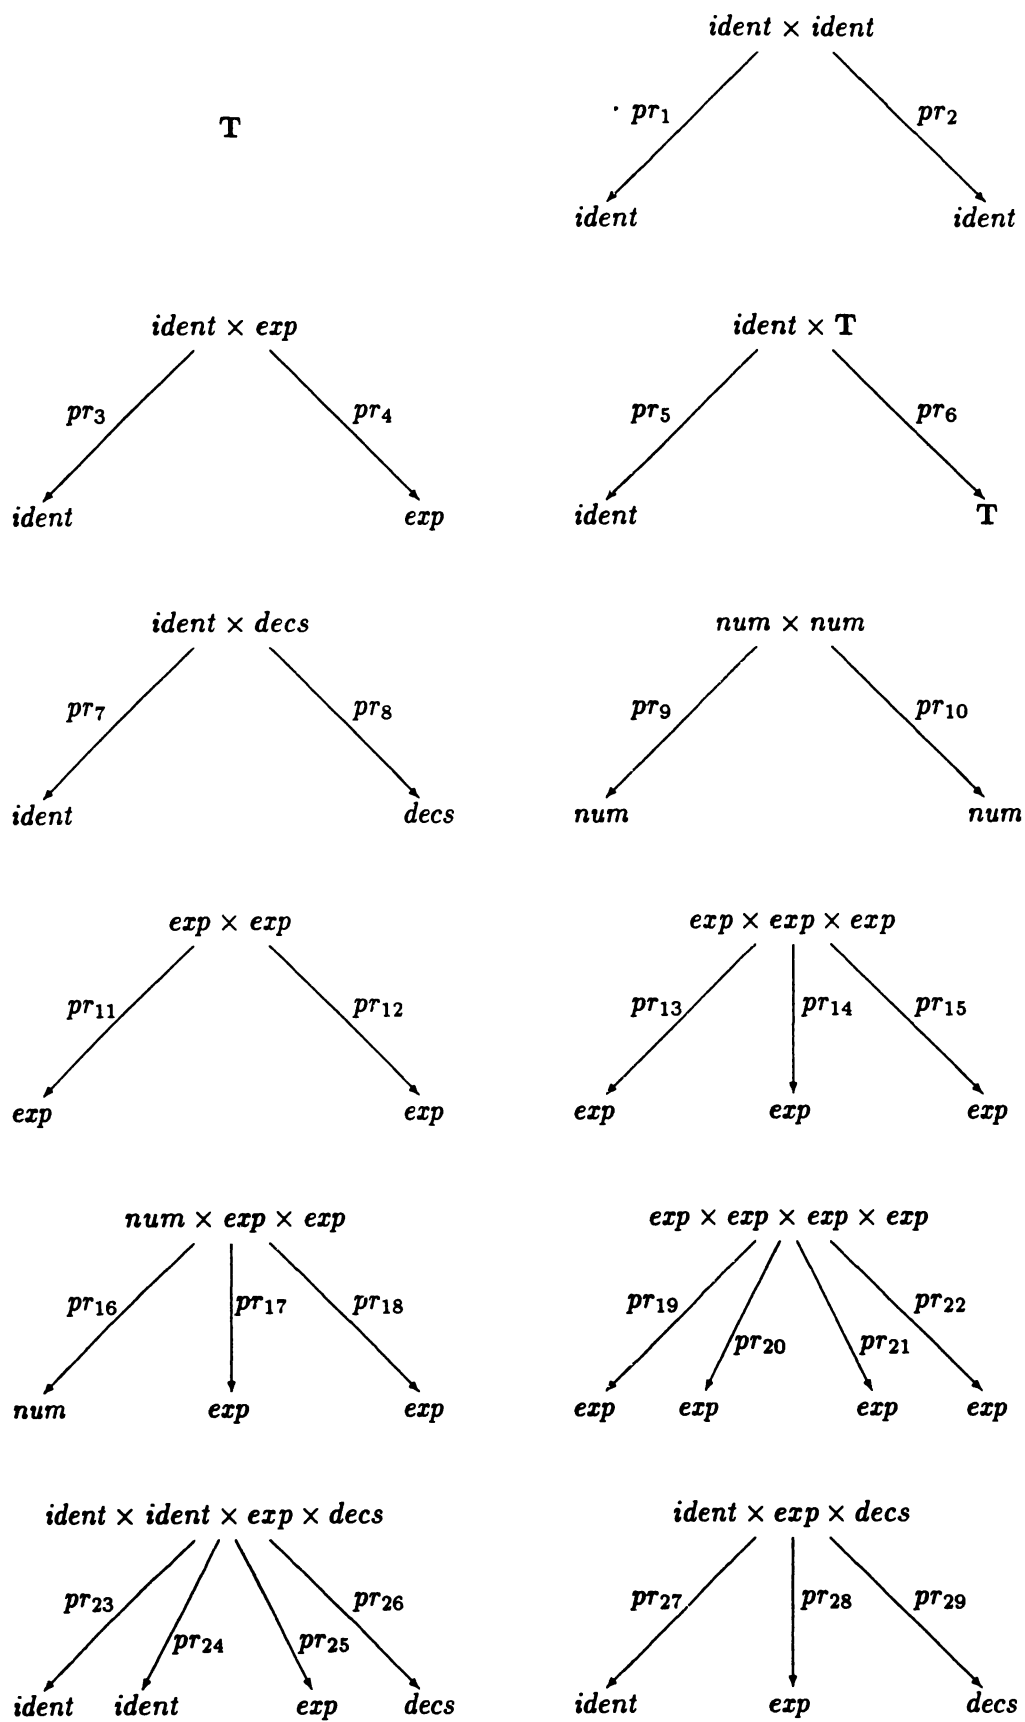 ident × ident
T
pr₁ pr₂
ident ident
ident × exp ident × T
pr₃ pr₄ pr₅ pr₆
ident exp ident T
ident × decs num × num
pr₇ pr₈ pr₉ pr₁₀
ident decs num num
exp × exp exp × exp × exp
pr₁₁ pr₁₂ pr₁₃ pr₁₄ pr₁₅
exp exp exp exp exp
num × exp × exp exp × exp × exp × exp
pr₁₆ pr₁₇ pr₁₈ pr₁₉ pr₂₂
pr₂₀ pr₂₁
num exp exp exp exp exp exp
ident × ident × exp × decs ident × exp × decs
pr₂₃ pr₂₆ pr₂₇ pr₂₈ pr₂₉
pr₂₄ pr₂₅
ident ident exp decs ident exp decs